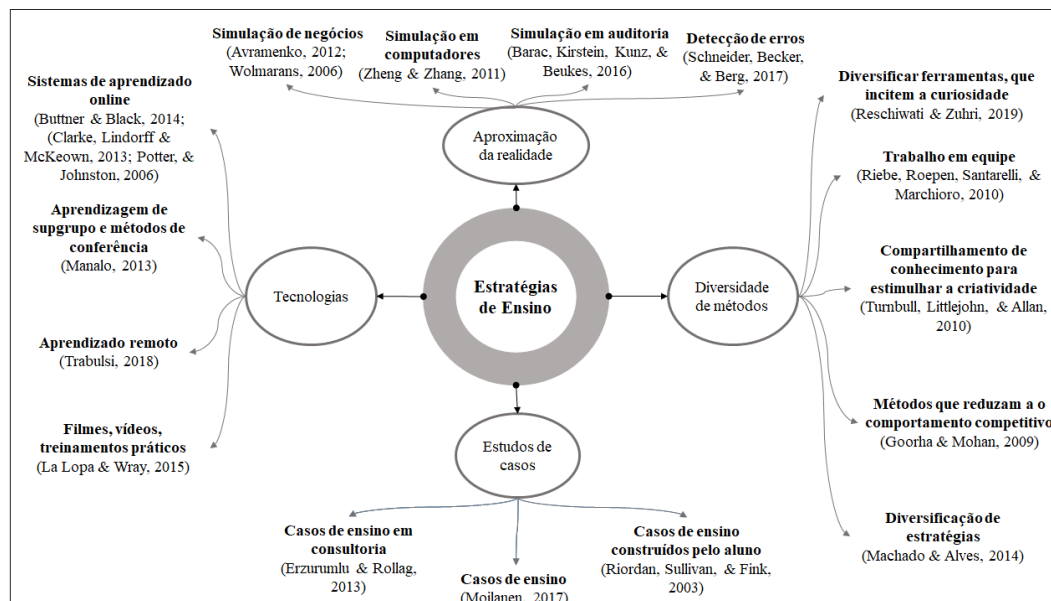 Simulação de negócios
(Avramenko, 2012;
Wolmarans, 2006)
Simulação em
computadores
(Zheng & Zhang, 2011)
Simulação em auditoria
(Barac, Kirstein, Kunz, &
Beukes, 2016)
Detecção de erros
(Schneider, Becker,
& Berg, 2017)
Aproximação
da realidade
Sistemas de aprendizado
online
(Buttner & Black, 2014;
(Clarke, Lindorff &
McKeown, 2013; Potter, &
Johnston, 2006)
Aprendizagem de
supgrupo e métodos de
conferência
(Manalo, 2013)
Aprendizado remoto
(Trabulsi, 2018)
Filmes, vídeos,
treinamentos práticos
(La Lopa & Wray, 2015)
Tecnologias
Estratégias
de Ensino
Diversidade
de métodos
Diversificar ferramentas, que
incitem a curiosidade
(Reschiwati & Zuhri, 2019)
Trabalho em equipe
(Riebe, Roepen, Santarelli, &
Marchioro, 2010)
Compartilhamento de
conhecimento para
estimulhar a criatividade
(Turnbull, Littlejohn, & Allan,
2010)
Métodos que reduzam a o
comportamento competitivo
(Goorha & Mohan, 2009)
Diversificação de
estratégias
(Machado & Alves, 2014)
Estudos de
casos
Casos de ensino em
consultoria
(Erzurumlu & Rollag,
2013)
Casos de ensino
(Moilanen, 2017)
Casos de ensino
construídos pelo aluno
(Riordan, Sullivan, & Fink,
2003)